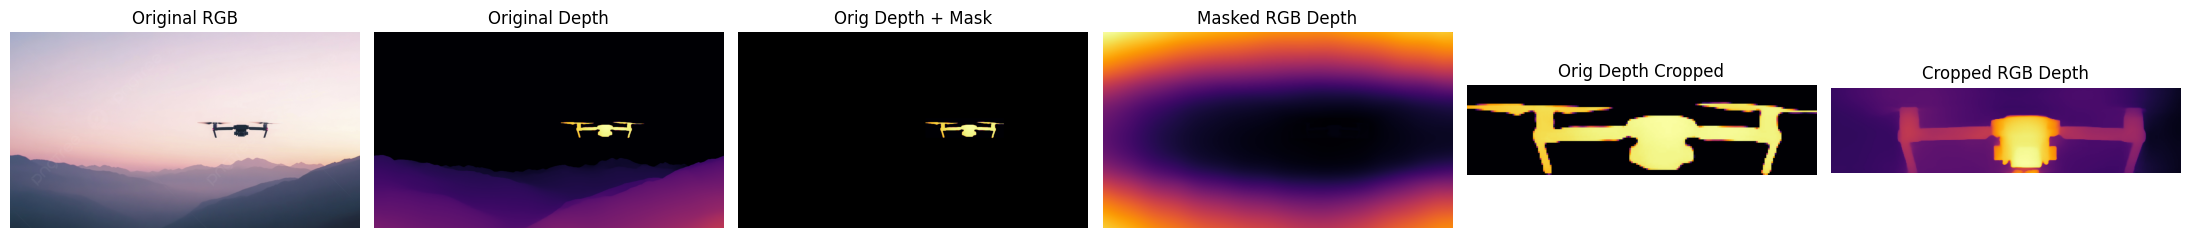 Original RGB
Original Depth
Orig Depth + Mask
Masked RGB Depth
Orig Depth Cropped
Cropped RGB Depth